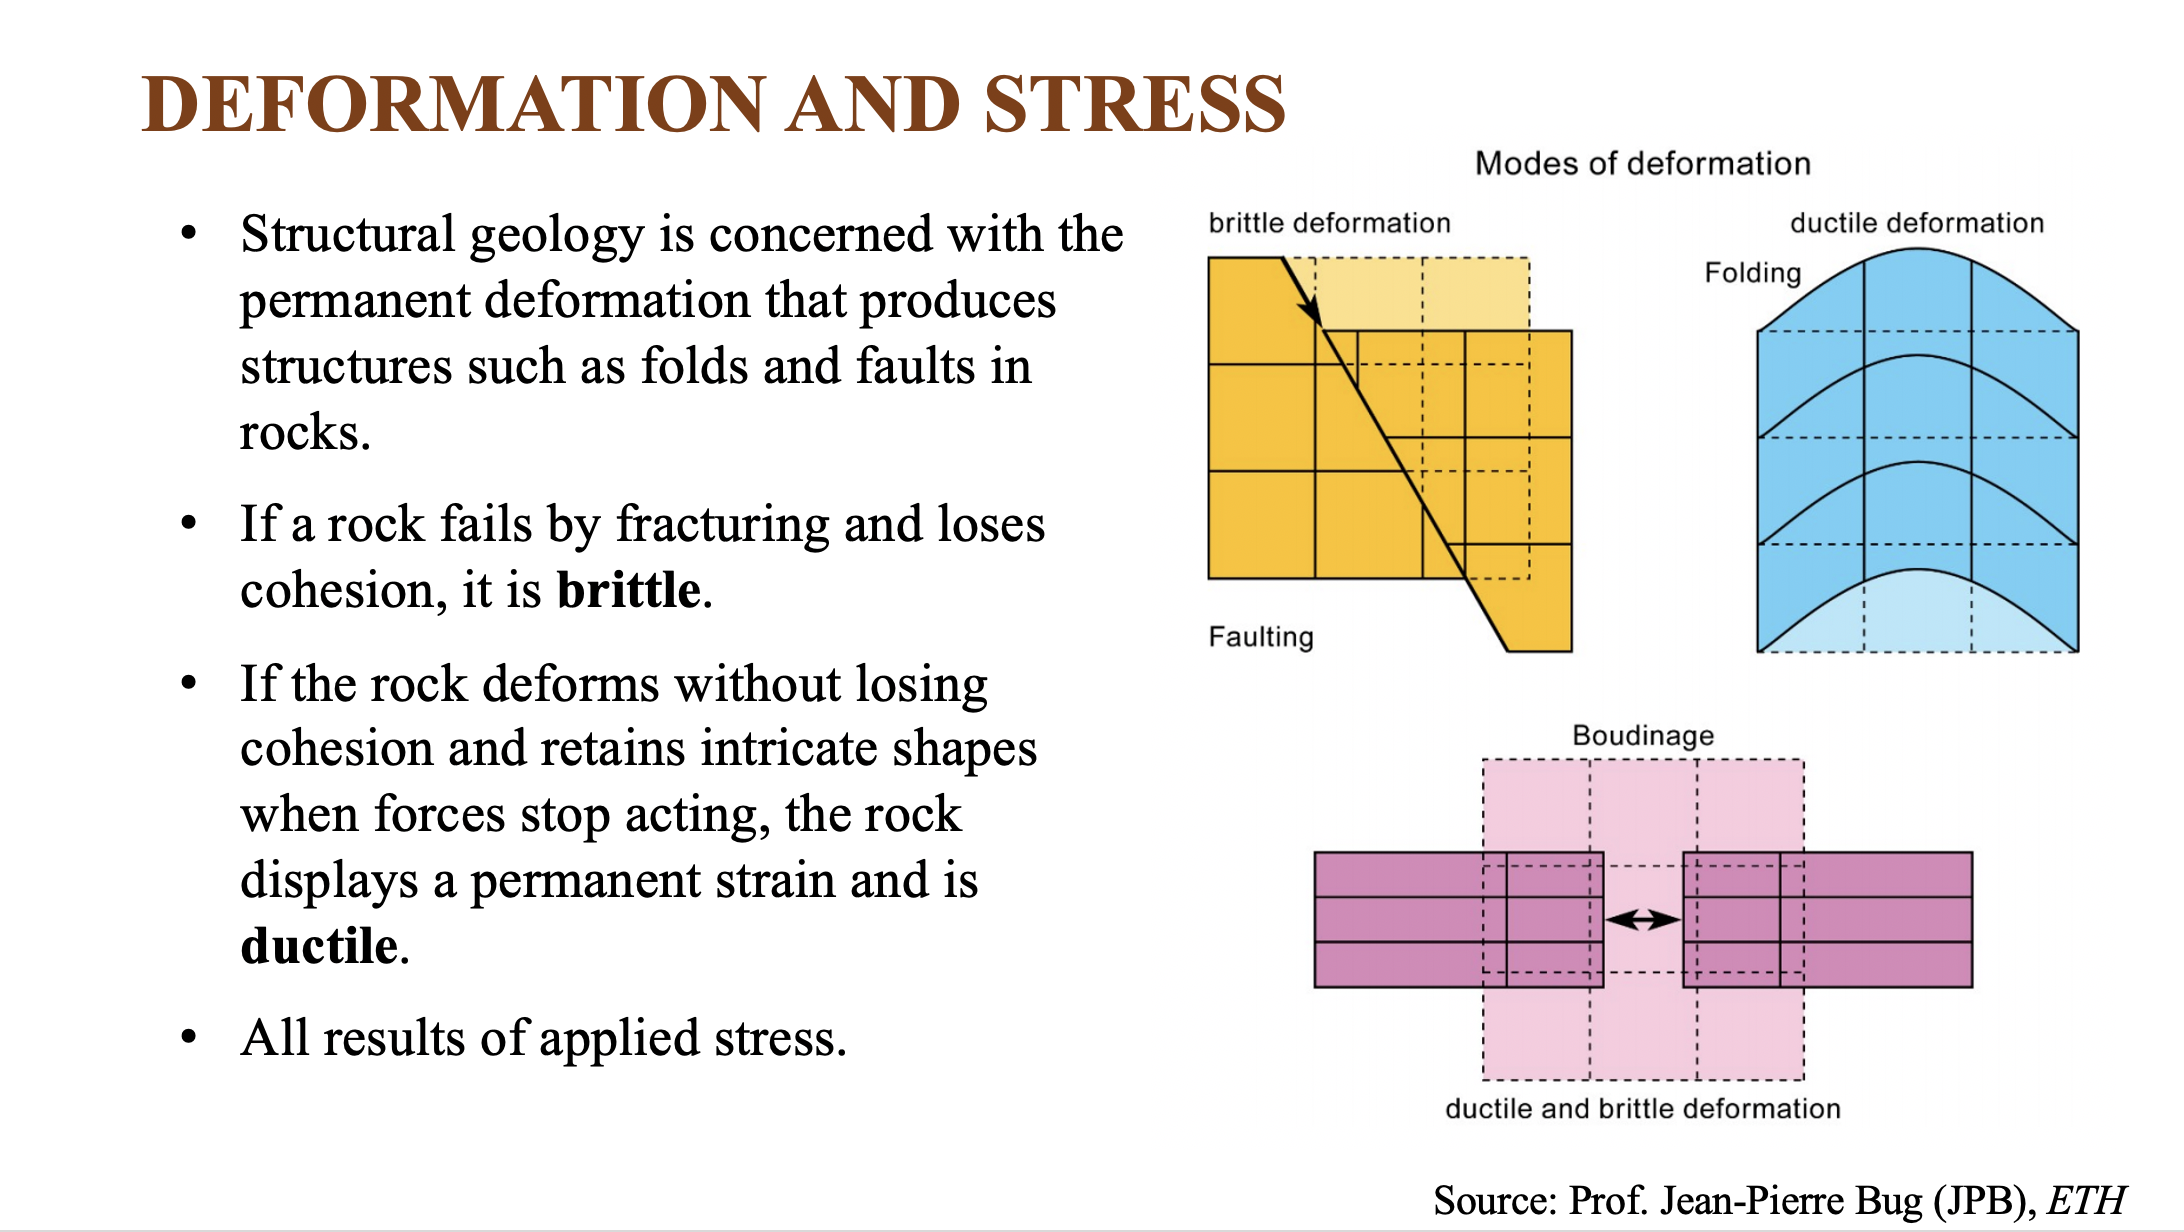 DEFORMATION AND STRESS
• Structural geology is concerned with the
permanent deformation that produces
structures such as folds and faults in
rocks.
• If a rock fails by fracturing and loses
cohesion, it is brittle.
• If the rock deforms without losing
cohesion and retains intricate shapes
when forces stop acting, the rock
displays a permanent strain and is
ductile.
• All results of applied stress.
Modes of deformation
brittle deformation
ductile deformation
Folding
Faulting
Boudinage
ductile and brittle deformation
Source: Prof. Jean-Pierre Bug (JPB), ETH